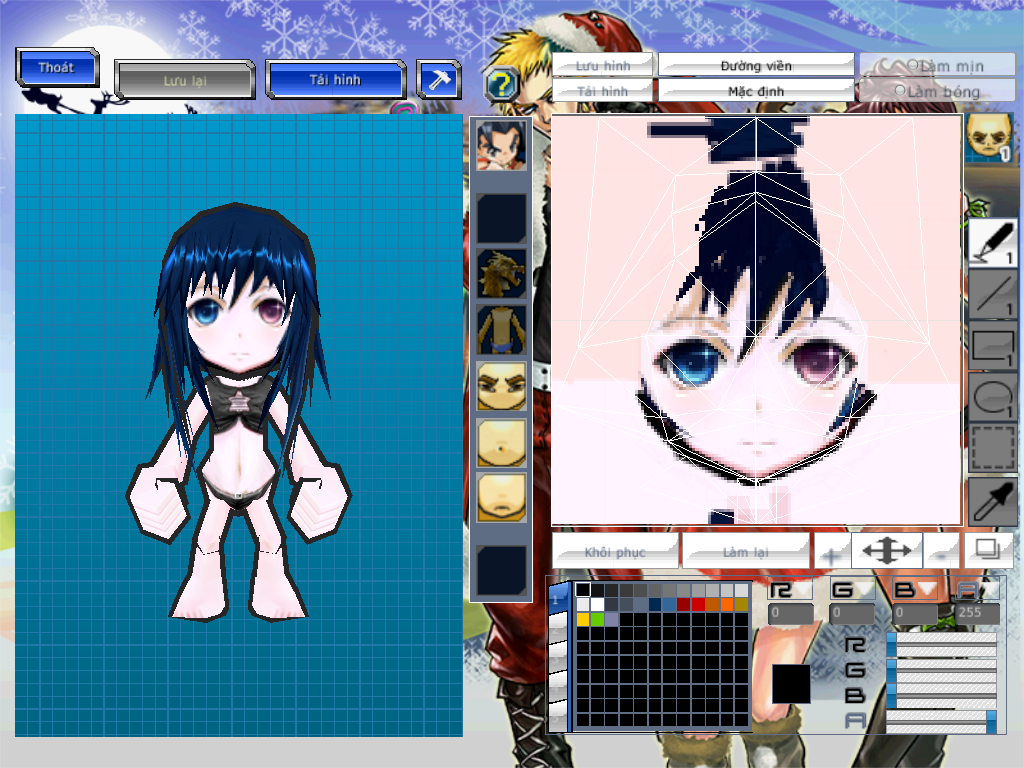 Thoát
Lưu lại
Tải hình
?
Lưu hình
Đường viền
Làm mịn
Tải hình
Mặc định
Làm bóng
1
1
1
1
1
Khôi phục
Làm lại
+
-
1
R
G
B
A
0
0
0
255
R
G
B
A